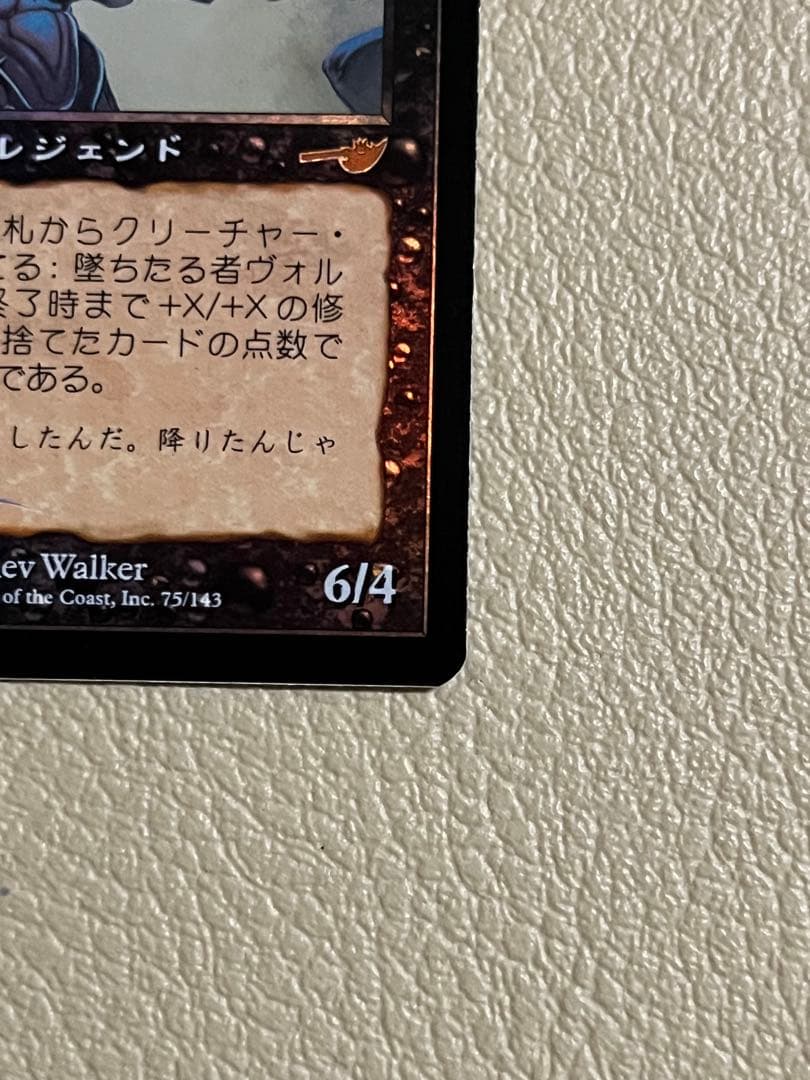 レジェンド
札からクリーチャー・
てる：墜ちたる者ヴォル
終了時まで+X/+Xの修
捨てたカードの点数で
である。
したんだ。降りたんじゃ
ev Walker
of the Coast, Inc. 75/143
6/4